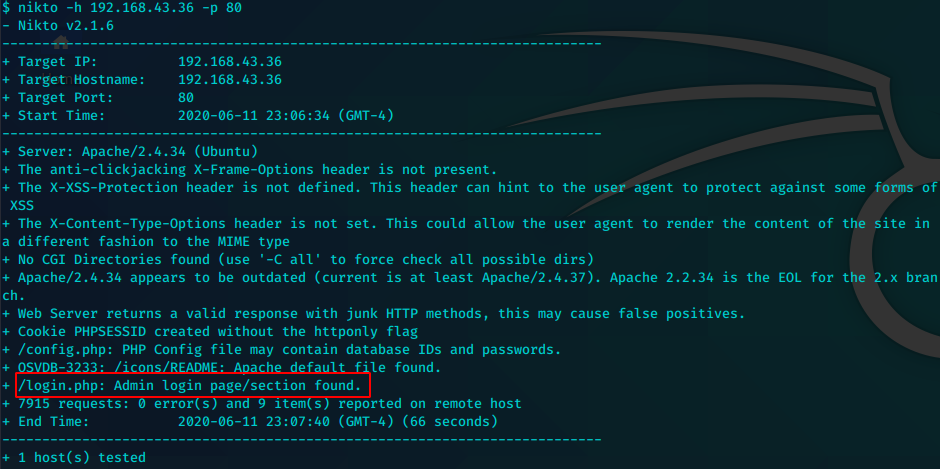 $ nikto -h 192.168.43.36 -p 80
- Nikto v2.1.6
---------------------------------------------------------------------------
+ Target IP:          192.168.43.36
+ Target Hostname:    192.168.43.36
+ Target Port:        80
+ Start Time:         2020-06-11 23:06:34 (GMT-4)
---------------------------------------------------------------------------
+ Server: Apache/2.4.34 (Ubuntu)
+ The anti-clickjacking X-Frame-Options header is not present.
+ The X-XSS-Protection header is not defined. This header can hint to the user agent to protect against some forms of
XSS
+ The X-Content-Type-Options header is not set. This could allow the user agent to render the content of the site in
a different fashion to the MIME type
+ No CGI Directories found (use '-C all' to force check all possible dirs)
+ Apache/2.4.34 appears to be outdated (current is at least Apache/2.4.37). Apache 2.2.34 is the EOL for the 2.x bran
ch.
+ Web Server returns a valid response with junk HTTP methods, this may cause false positives.
+ Cookie PHPSESSID created without the httponly flag
+ /config.php: PHP Config file may contain database IDs and passwords.
+ OSVDB-3233: /icons/README: Apache default file found.
+ /login.php: Admin login page/section found.
+ 7915 requests: 0 error(s) and 9 item(s) reported on remote host
+ End Time:           2020-06-11 23:07:40 (GMT-4) (66 seconds)
---------------------------------------------------------------------------
+ 1 host(s) tested